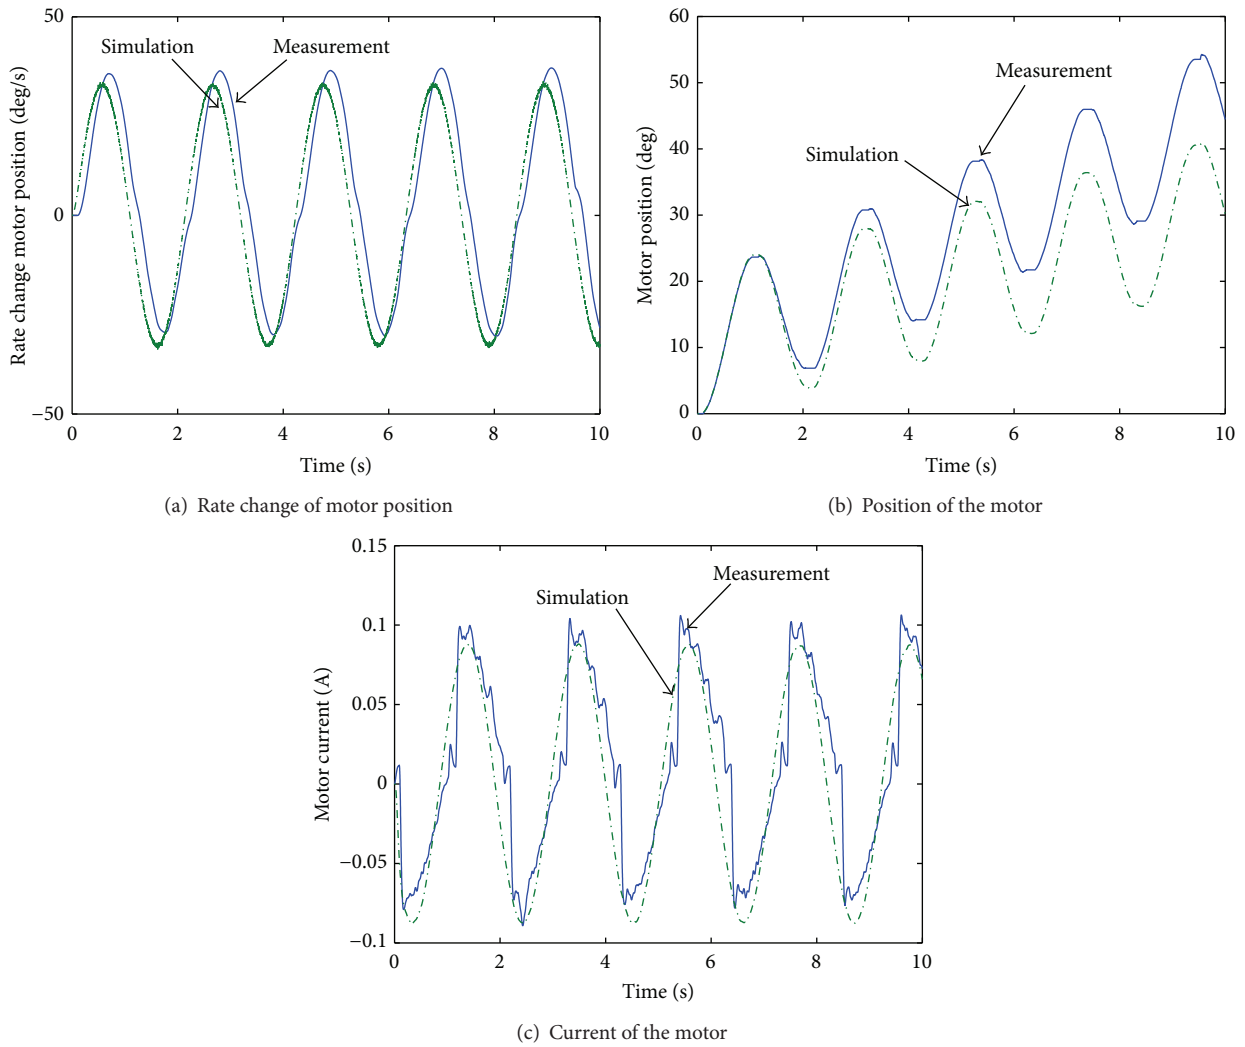 50
0
−50
Rate change motor position (deg/s)
Simulation
Measurement
0 2 4 6 8 10
Time (s)
(a) Rate change of motor position
60
50
40
30
20
10
0
Motor position (deg)
Measurement
Simulation
0 2 4 6 8 10
Time (s)
(b) Position of the motor
0.15
0.1
0.05
0
−0.05
−0.1
Motor current (A)
Measurement
Simulation
0 2 4 6 8 10
Time (s)
(c) Current of the motor